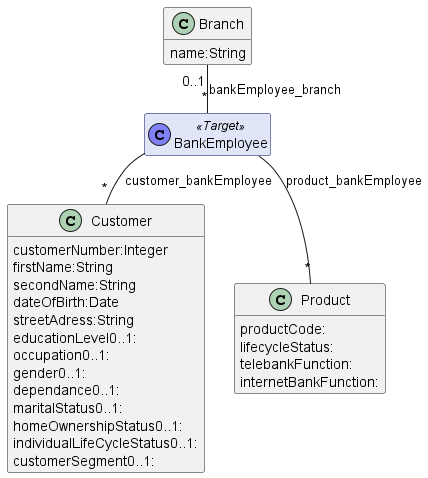 C Branch
name:String
0..1
* bankEmployee_branch
«Target»
C BankEmployee
* customer_bankEmployee
product_bankEmployee
C Customer
customerNumber:Integer
firstName:String
secondName:String
dateOfBirth:Date
streetAdress:String
educationLevel0..1:
occupation0..1:
gender0..1:
dependance0..1:
maritalStatus0..1:
homeOwnershipStatus0..1:
individualLifeCycleStatus0..1:
customerSegment0..1:
*
C Product
productCode:
lifecycleStatus:
telebankFunction:
internetBankFunction: